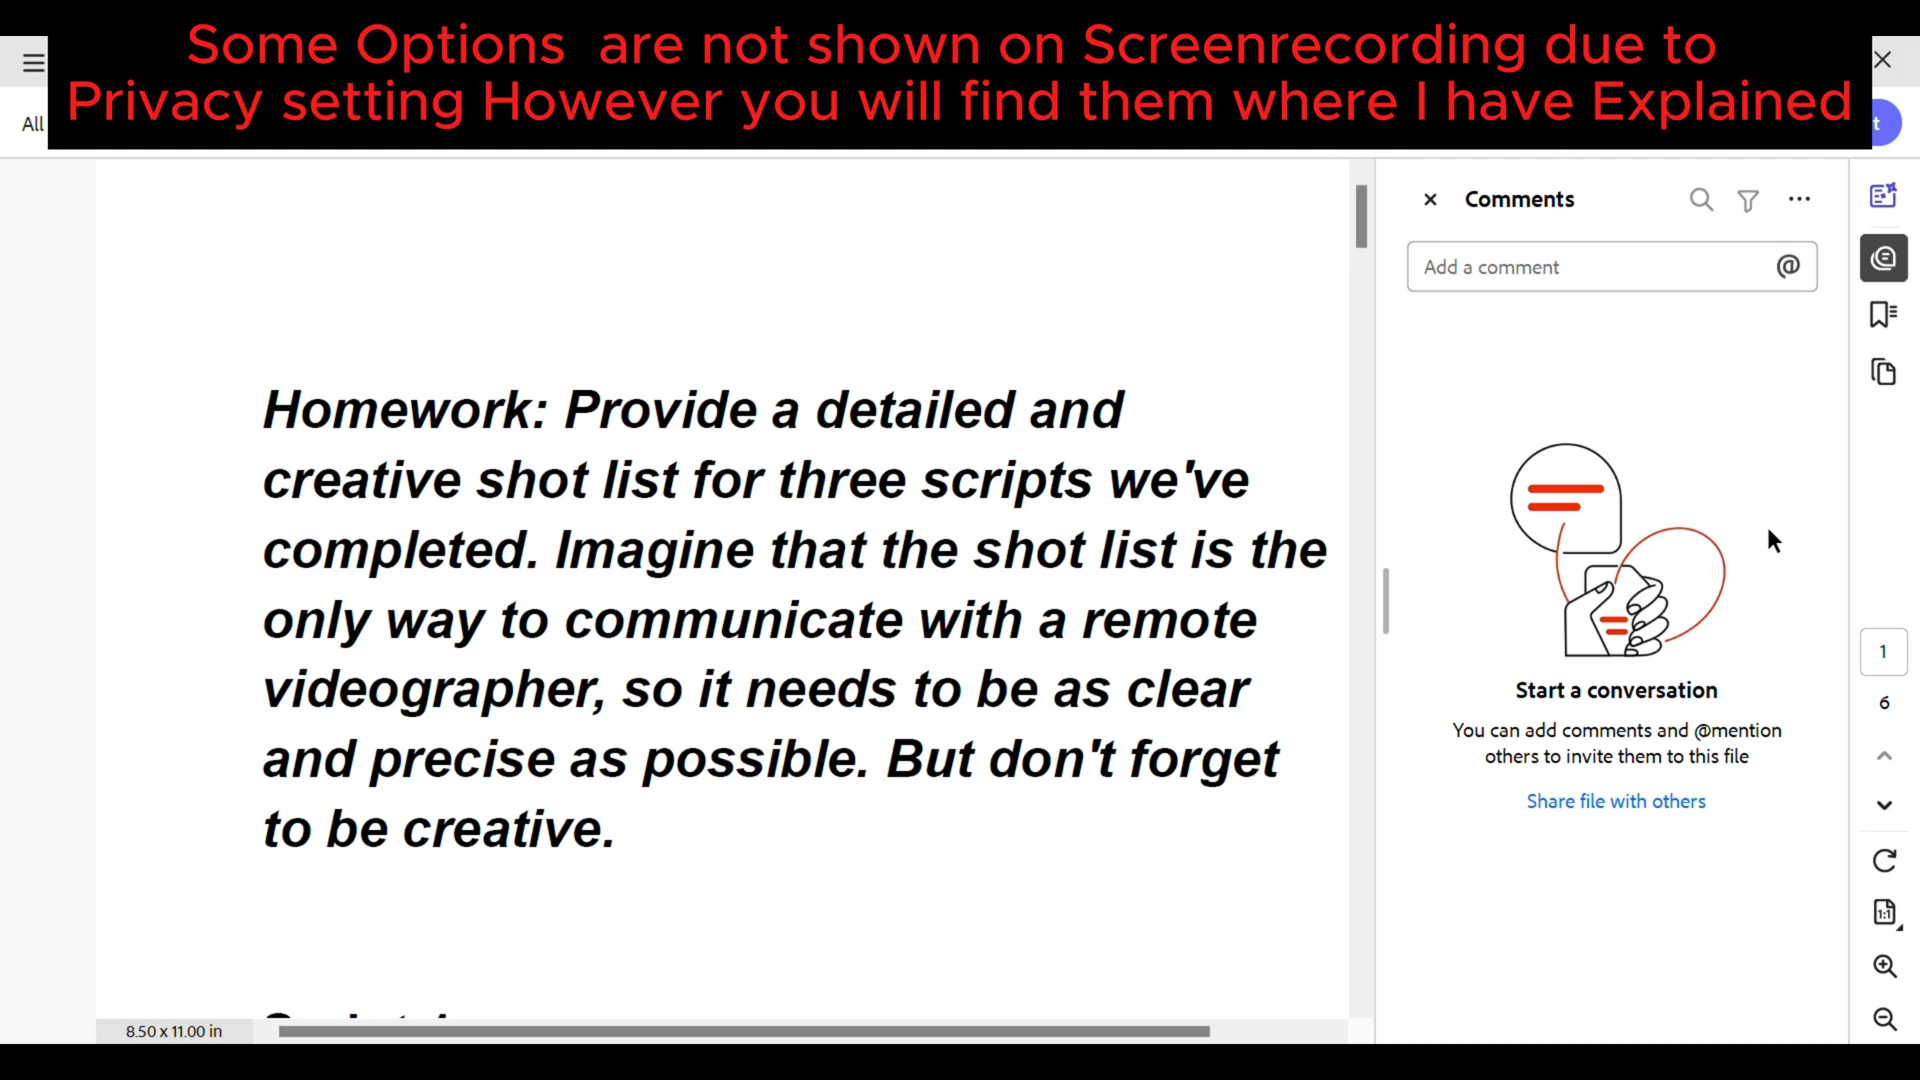 Some Options are not shown on Screenrecording due to
Privacy setting However you will find them where I have Explained
All
t
Comments
Add a comment @
Homework: Provide a detailed and
creative shot list for three scripts we've
completed. Imagine that the shot list is the
only way to communicate with a remote
videographer, so it needs to be as clear
and precise as possible. But don't forget
to be creative.
Start a conversation
You can add comments and @mention
others to invite them to this file
Share file with others
1
6
1:1
8.50 x 11.00 in